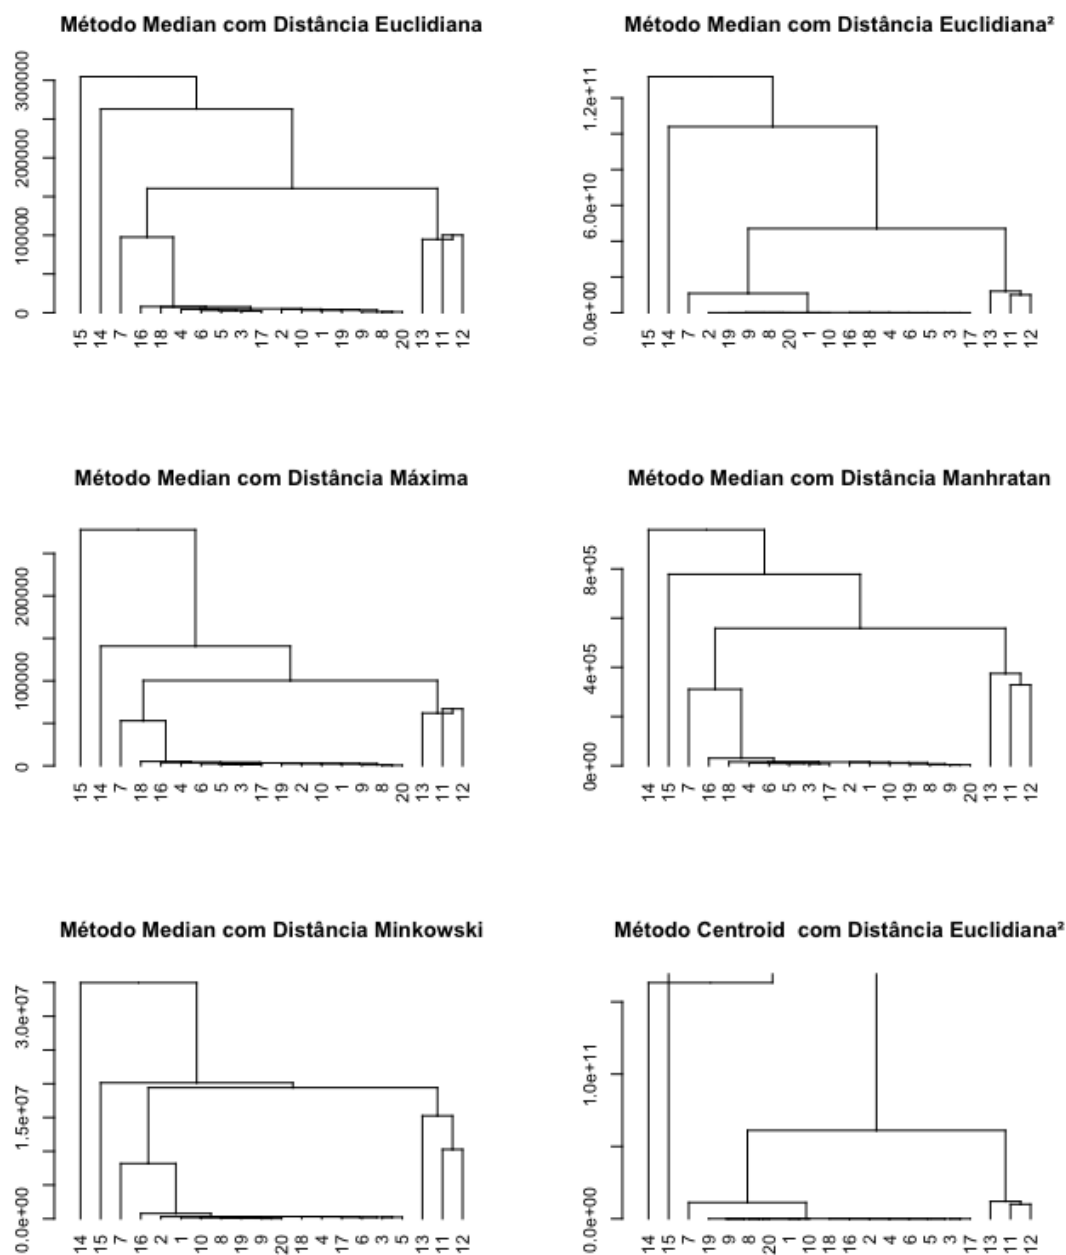 Método Median com Distância Euclidiana
300000
200000
100000
0
15 14 7 16 18 4 6 5 3 17 2 10 1 19 9 8 20 13 11 12
Método Median com Distância Euclidiana²
1.2e+11
6.0e+10
0.0e+00
15 14 7 2 19 9 8 20 1 10 16 18 4 6 5 3 17 13 11 12
Método Median com Distância Máxima
200000
100000
0
15 14 7 18 16 4 6 5 3 17 19 2 10 1 9 8 20 13 11 12
Método Median com Distância Manhratan
8e+05
4e+05
0e+00
14 15 7 16 18 4 6 5 3 17 2 1 10 19 8 9 20 13 11 12
Método Median com Distância Minkowski
3.0e+07
1.5e+07
0.0e+00
14 15 7 16 2 1 10 8 19 9 20 18 4 17 6 3 5 13 11 12
Método Centroid com Distância Euclidiana²
1.0e+11
0.0e+00
14 15 7 19 9 8 20 1 10 2 16 18 4 6 5 3 17 13 11 12